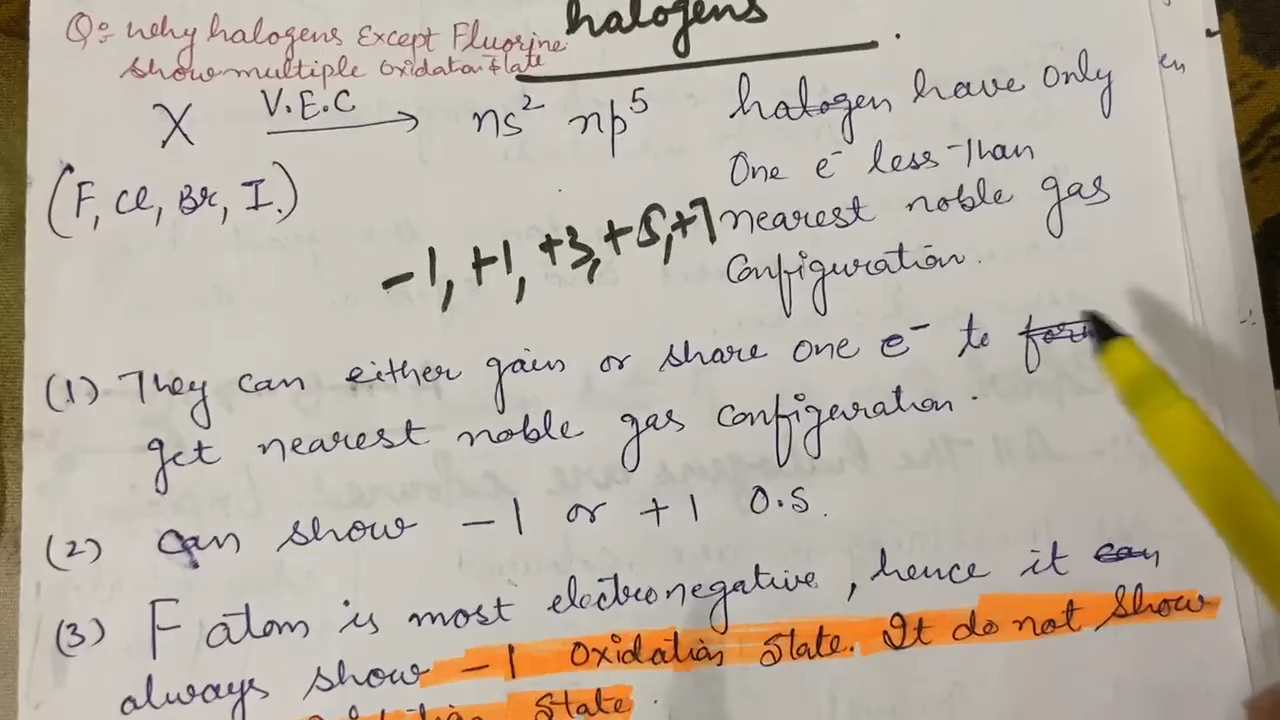 halogens
Q: Why halogens Except Fluorine
show multiple Oxidation State
X V.E.C → ns² np⁵ halogen have only
(F, Cl, Br, I.) One e⁻ less than
-1, +1, +3, +5, +7 nearest noble gas
Configuration.
(1) They can either gain or share one e⁻ to
get nearest noble gas configuration.
(2) Can show -1 or +1 O.S.
(3) F atom is most electronegative, hence it
always show -1 Oxidation State. It do not show
State.